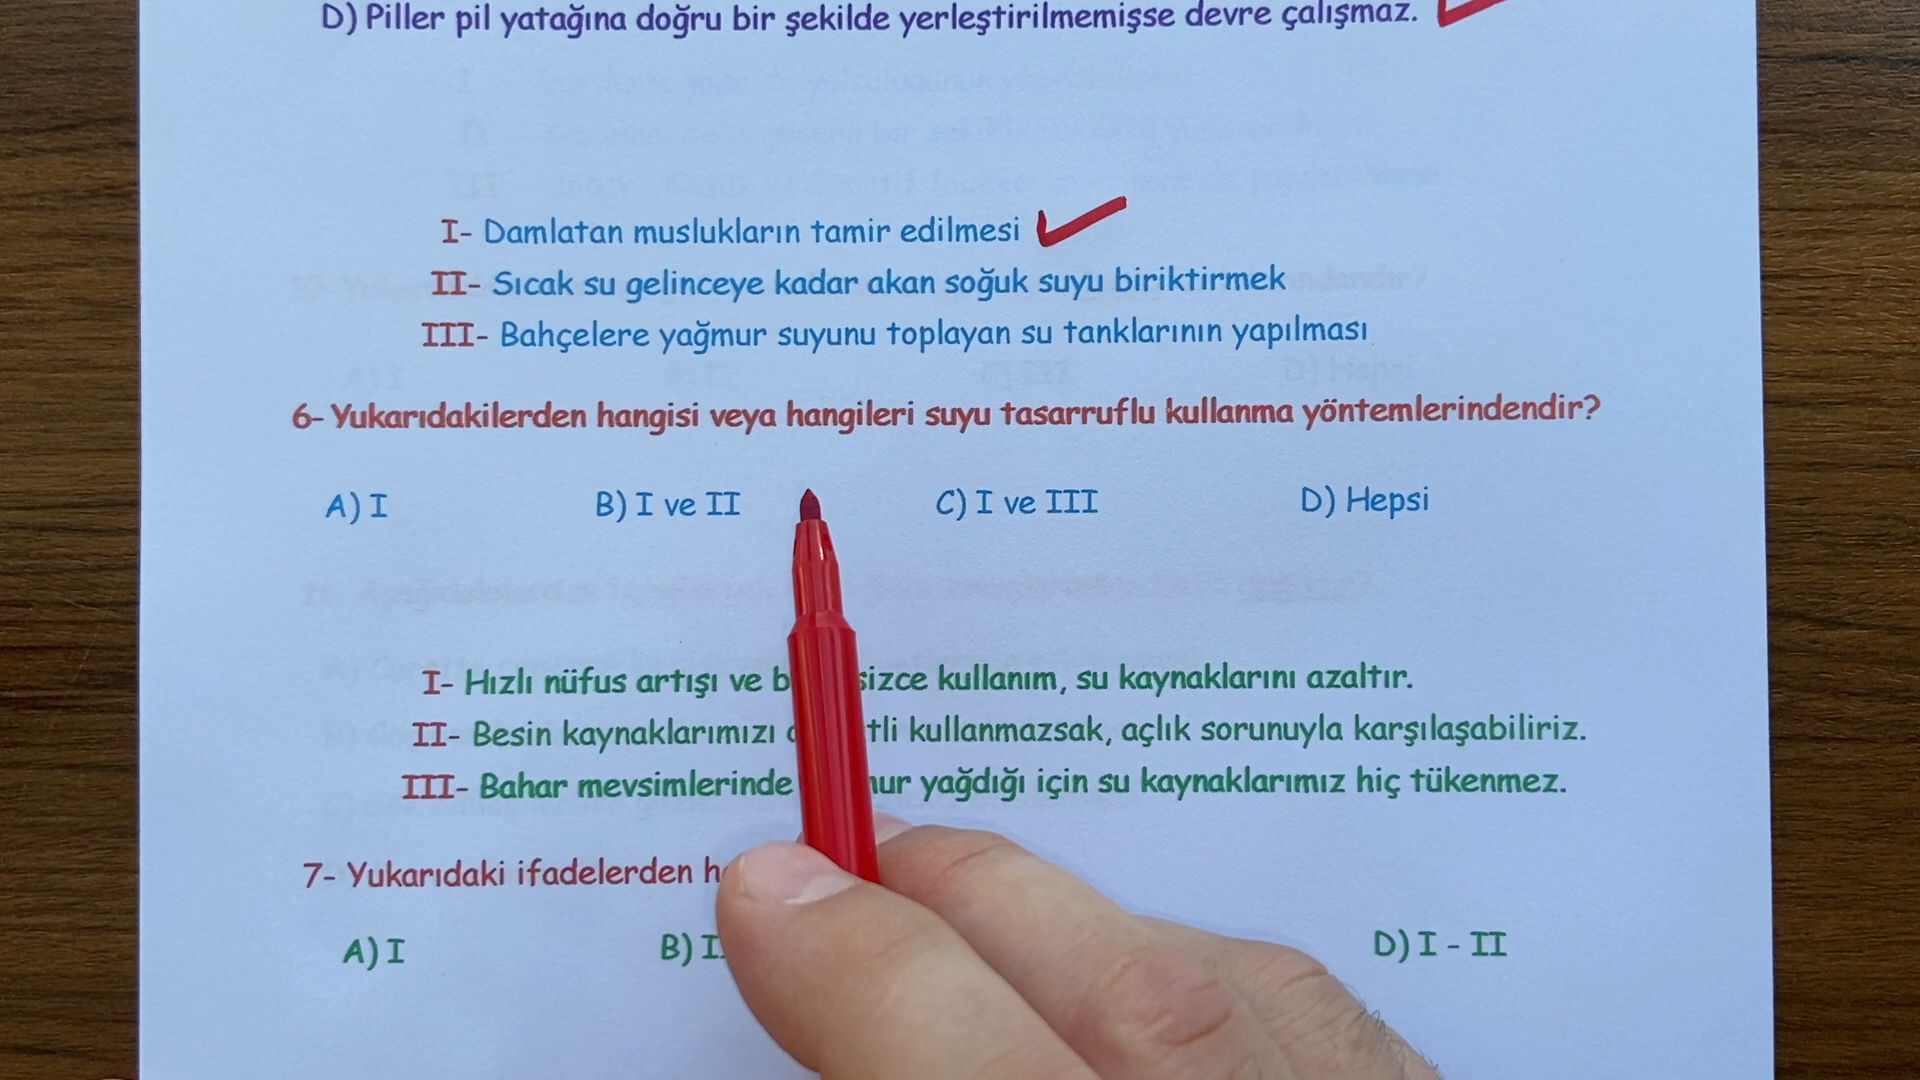 D) Piller pil yatağına doğru bir şekilde yerleştirilmemişse devre çalışmaz.
I- Damlatan muslukların tamir edilmesi
II- Sıcak su gelinceye kadar akan soğuk suyu biriktirmek
III- Bahçelere yağmur suyunu toplayan su tanklarının yapılması
6- Yukarıdakilerden hangisi veya hangileri suyu tasarruflu kullanma yöntemlerindendir?
A) I B) I ve II C) I ve III D) Hepsi
I- Hızlı nüfus artışı ve kullanım, su kaynaklarını azaltır.
II- Besin kaynaklarımızı kullanmazsak, açlık sorunuyla karşılaşabiliriz.
III- Bahar mevsimlerinde yağdığı için su kaynaklarımız hiç tükenmez.
7- Yukarıdaki ifadelerden
A) I B) D) I - II